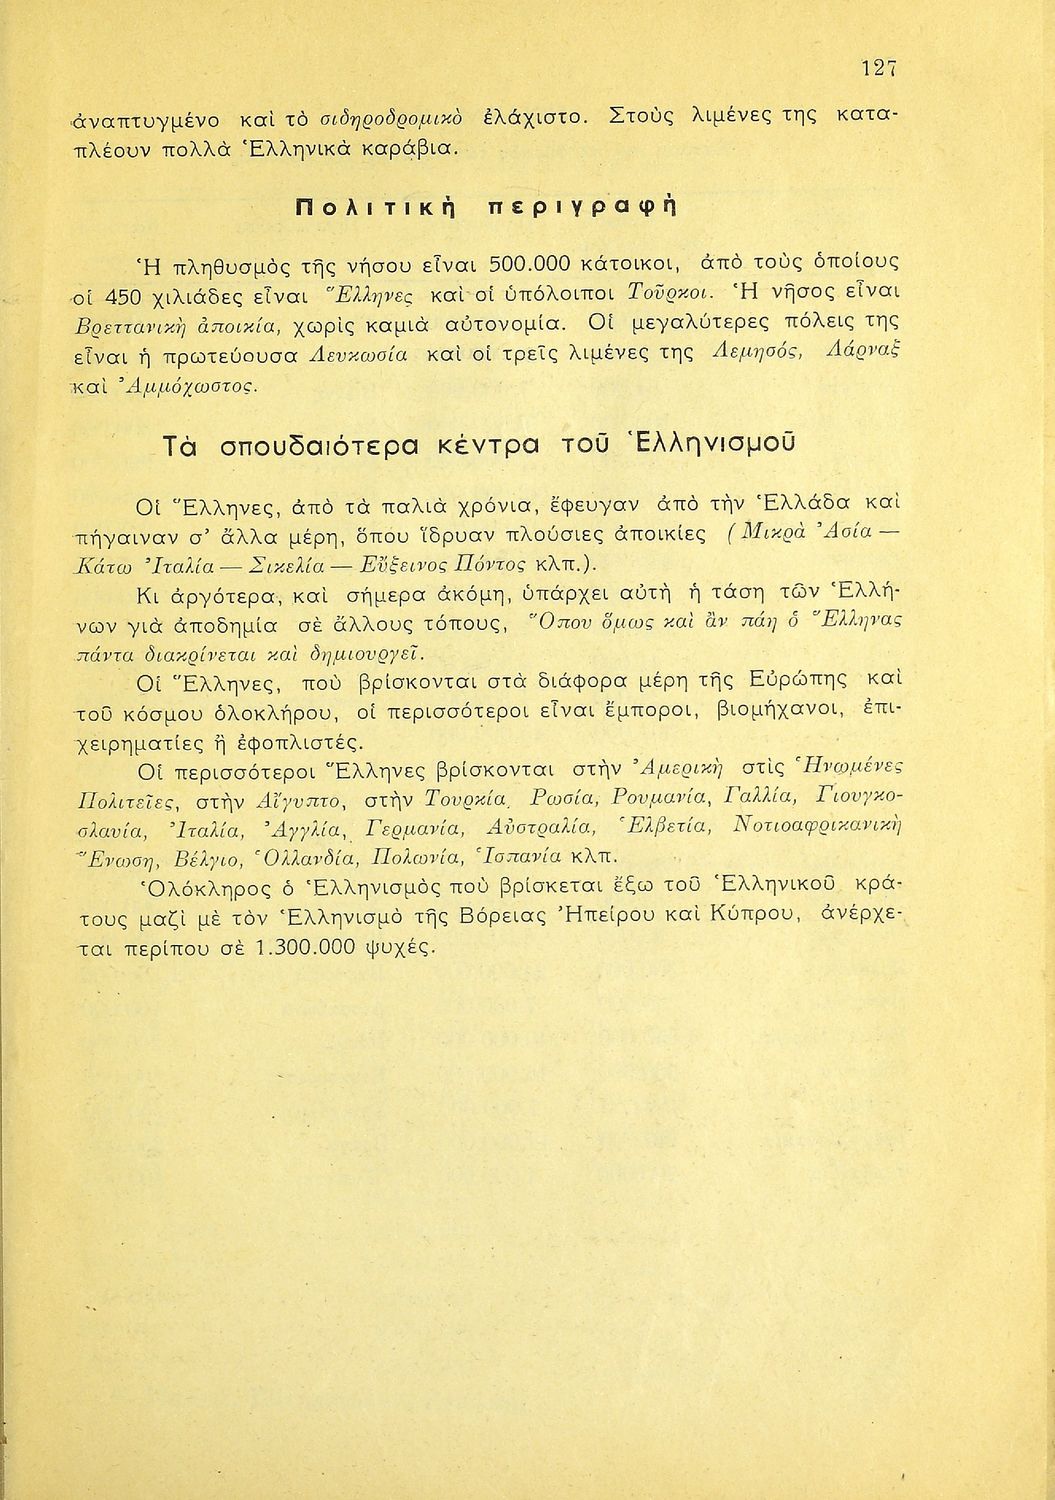 127
ἀναπτυγμένο καὶ τὸ σιδηροδρομικὸ ἐλάχιστο. Στοὺς λιμένες της κατα-
πλέουν πολλὰ Ἑλληνικὰ καράβια.
Πολιτικὴ περιγραφὴ
Ἡ πληθυσμὸς τῆς νήσου εἶναι 500.000 κάτοικοι, ἀπὸ τοὺς ὁποίους
οἱ 450 χιλιάδες εἶναι Ἕλληνες καὶ οἱ ὑπόλοιποι Τοῦρκοι. Ἡ νῆσος εἶναι
Βρεττανικὴ ἀποικία, χωρὶς καμιὰ αὐτονομία. Οἱ μεγαλύτερες πόλεις της
εἶναι ἡ πρωτεύουσα Λευκωσία καὶ οἱ τρεῖς λιμένες της Λεμησός, Λάρναξ
καὶ Ἀμμόχωστος.
Τὰ σπουδαιότερα κέντρα τοῦ Ἑλληνισμοῦ
Οἱ Ἕλληνες, ἀπὸ τὰ παλιὰ χρόνια, ἔφευγαν ἀπὸ τὴν Ἑλλάδα καὶ
πήγαιναν σ' ἄλλα μέρη, ὅπου ἵδρυαν πλούσιες ἀποικίες (Μικρὰ Ἀσία —
Κάτω Ἰταλία — Σικελία — Εὔξεινος Πόντος κλπ.).
Κι ἀργότερα, καὶ σήμερα ἀκόμη, ὑπάρχει αὐτὴ ἡ τάση τῶν Ἑλλή-
νων γιὰ ἀποδημία σὲ ἄλλους τόπους, Ὅπου ὅμως καὶ ἂν πάη ὁ Ἕλληνας
πάντα διακρίνεται καὶ δημιουργεῖ.
Οἱ Ἕλληνες, ποὺ βρίσκονται στὰ διάφορα μέρη τῆς Εὐρώπης καὶ
τοῦ κόσμου ὁλοκλήρου, οἱ περισσότεροι εἶναι ἔμποροι, βιομήχανοι, ἐπι-
χειρηματίες ἢ ἐφοπλιστές.
Οἱ περισσότεροι Ἕλληνες βρίσκονται στὴν Ἀμερικὴ στὶς Ἡνωμένες
Πολιτεῖες, στὴν Αἴγυπτο, στὴν Τουρκία, Ρωσία, Ρουμανία, Γαλλία, Γιουγκο-
σλαυία, Ἰταλία, Ἀγγλία, Γερμανία, Αὐστραλία, Ἑλβετία, Νοτιοαφρικανικὴ
Ἕνωση, Βέλγιο, Ὁλλανδία, Πολωνία, Ἱσπανία κλπ.
Ὁλόκληρος ὁ Ἑλληνισμὸς ποὺ βρίσκεται ἔξω τοῦ Ἑλληνικοῦ κρά-
τους μαζὶ μὲ τὸν Ἑλληνισμὸ τῆς Βόρειας Ἠπείρου καὶ Κύπρου, ἀνέρχε-
ται περίπου σὲ 1.300.000 ψυχές.